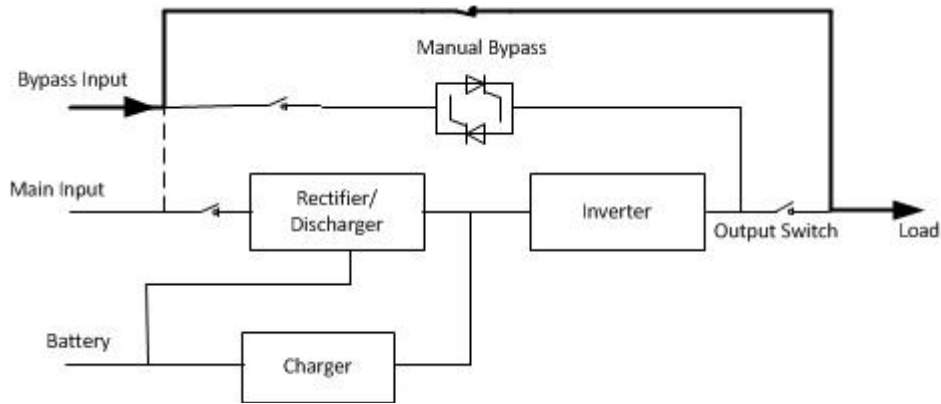 Manual Bypass
Bypass Input
Main Input
Rectifier/
Discharger
Inverter
Output Switch
Load
Battery
Charger